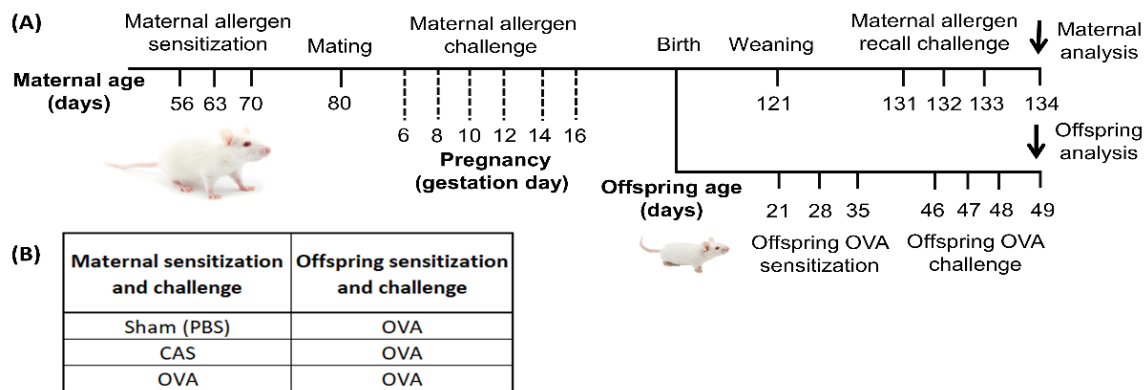 (A)
Maternal allergen
sensitization
Mating
Maternal allergen
challenge
Birth
Weaning
Maternal allergen
recall challenge
Maternal
analysis
Maternal age
(days)
56 63 70 80 121 131 132 133 134
6 8 10 12 14 16
Pregnancy
(gestation day)
Offspring
analysis
Offspring age
(days)
21 28 35 46 47 48 49
Offspring OVA
sensitization
Offspring OVA
challenge
(B)
Maternal sensitization
and challenge
Offspring sensitization
and challenge
Sham (PBS) OVA
CAS OVA
OVA OVA